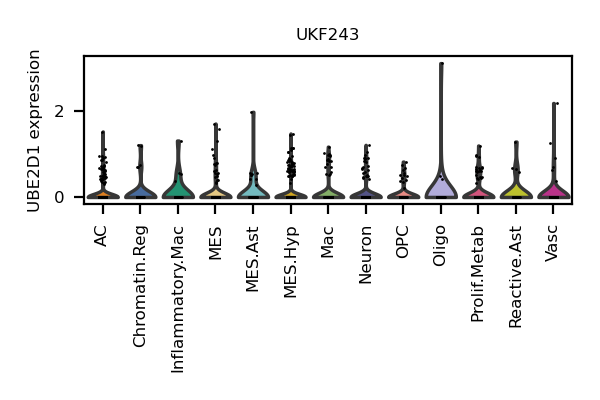 UKF243
UBE2D1 expression
2
0
AC
Chromatin.Reg
Inflammatory.Mac
MES
MES.Ast
MES.Hyp
Mac
Neuron
OPC
Oligo
Prolif.Metab
Reactive.Ast
Vasc